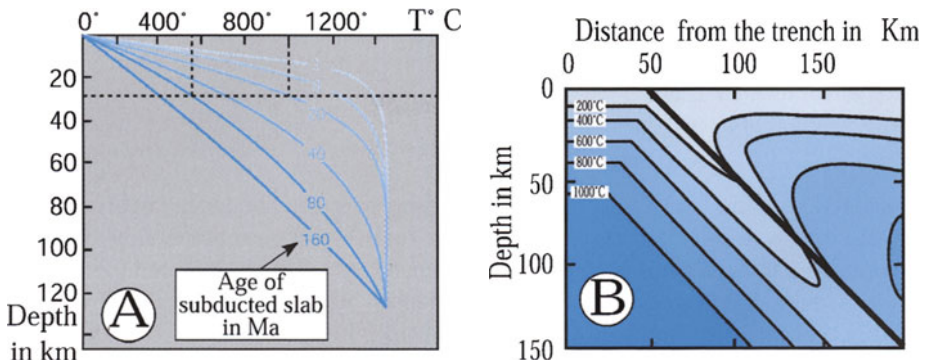 400° 800° 1200° T° C
0
20
40
60
80
100
120
Depth
in km
40
80
160
Age of
subducted slab
in Ma
A
Distance from the trench in Km
0 50 100 150
0
50
100
150
Depth in km
200°C
400°C
600°C
800°C
1000°C
B